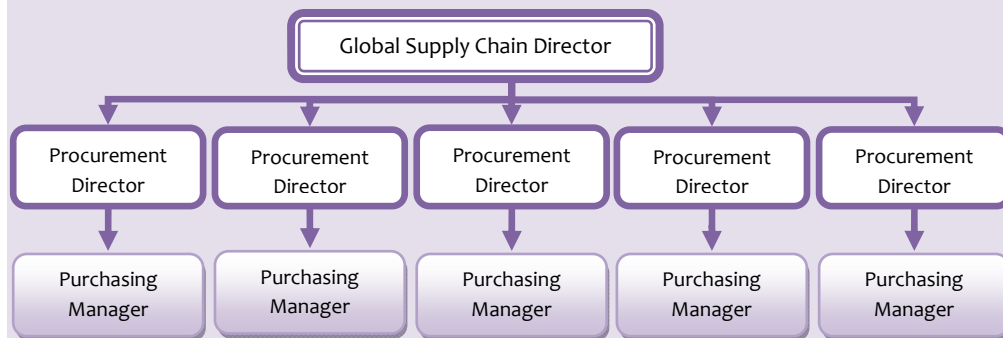 Global Supply Chain Director
Procurement
Director
Procurement
Director
Procurement
Director
Procurement
Director
Procurement
Director
Purchasing
Manager
Purchasing
Manager
Purchasing
Manager
Purchasing
Manager
Purchasing
Manager